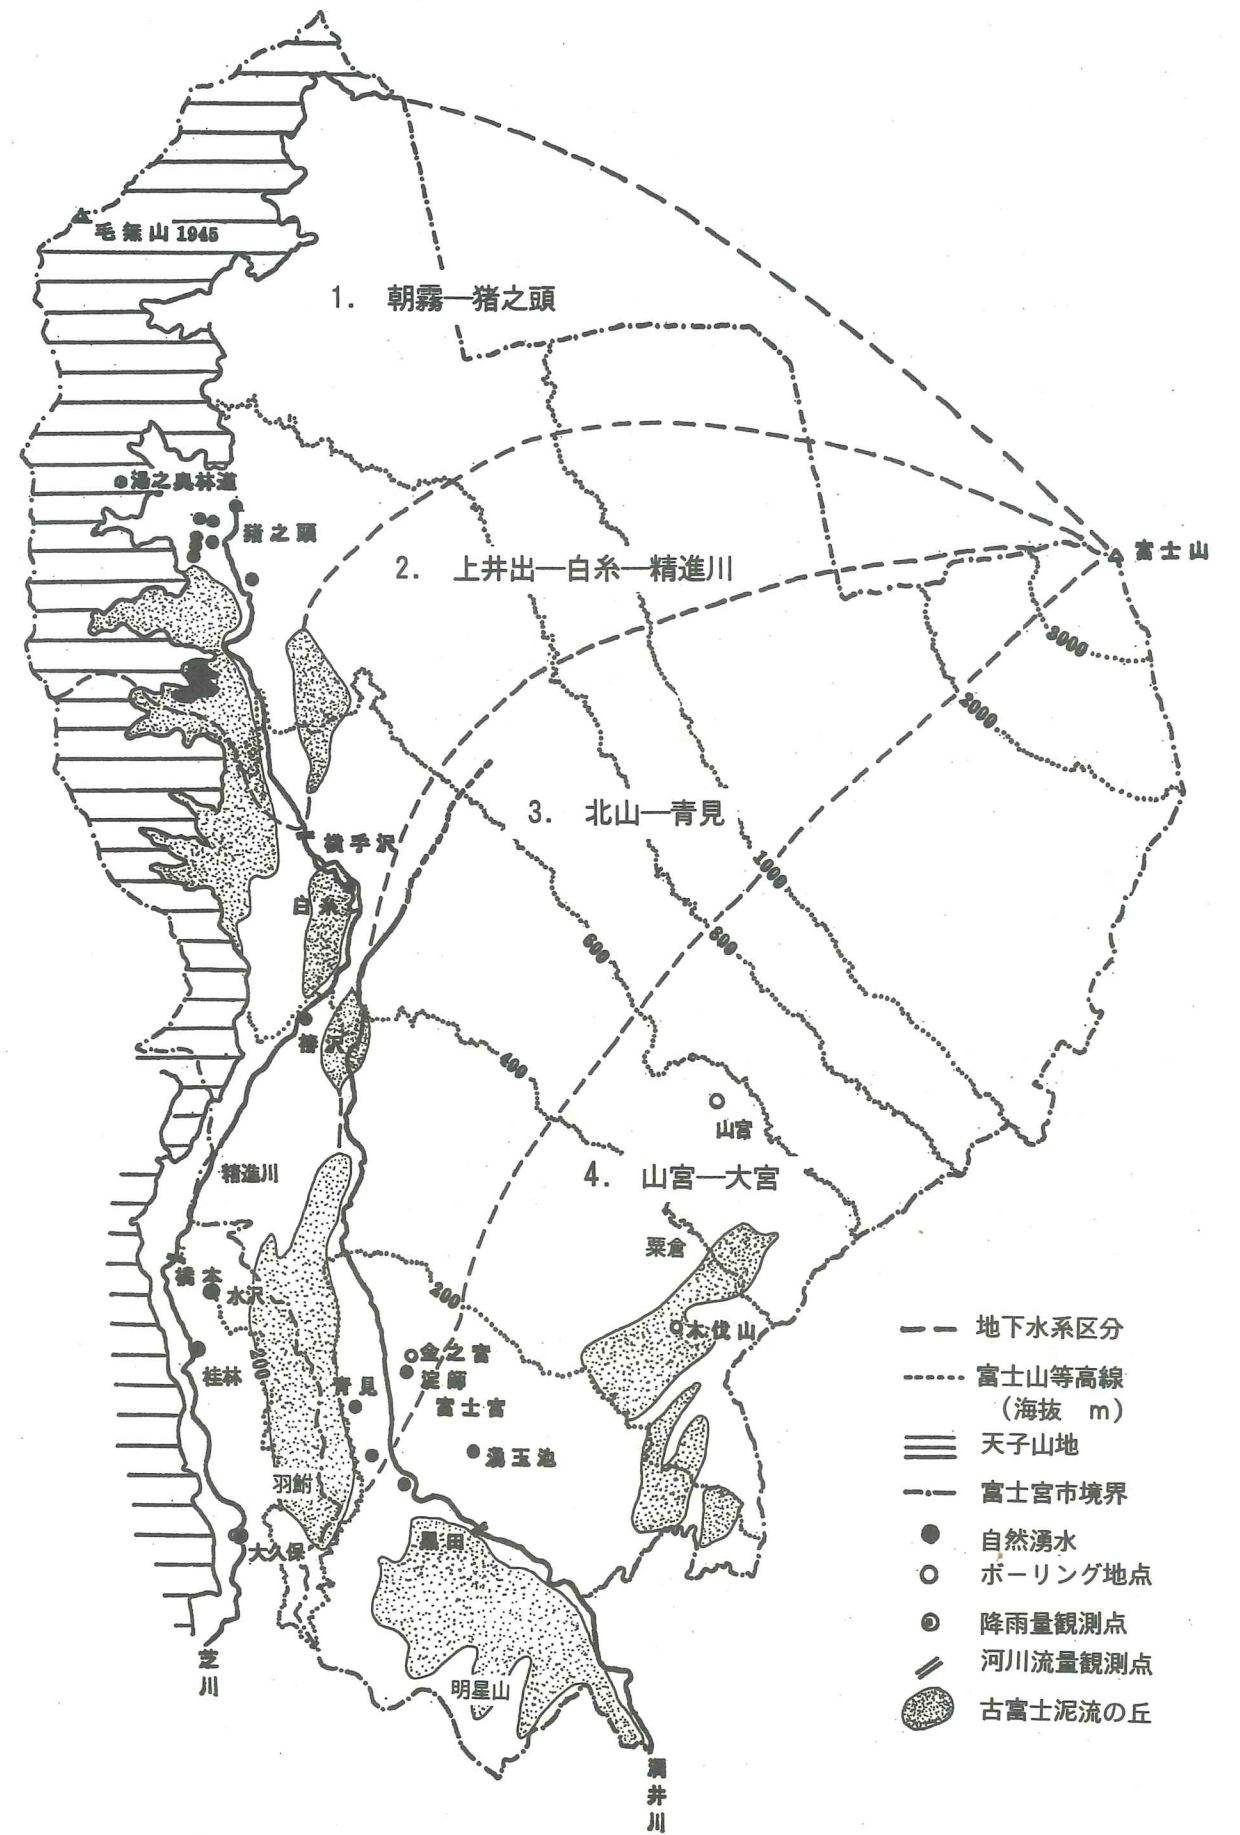 毛無山 1945
1. 朝霧―猪之頭
湯之奥林道
猪之頭
2. 上井出―白糸―精進川
富士山
3000
2000
3. 北山―青見
横手沢
1000
白糸
600
800
椿沢
400
山宮
精進川
4. 山宮―大宮
粟倉
橋本
水沢
200
木伐山
200
桂林
金之宮
淀師
青見
富士宮
湧玉池
羽鮒
大久保
黒田
芝川
明星山
潤井川
地下水系区分
富士山等高線
(海抜 m)
天子山地
富士宮市境界
自然湧水
ボーリング地点
降雨量観測点
河川流量観測点
古富士泥流の丘